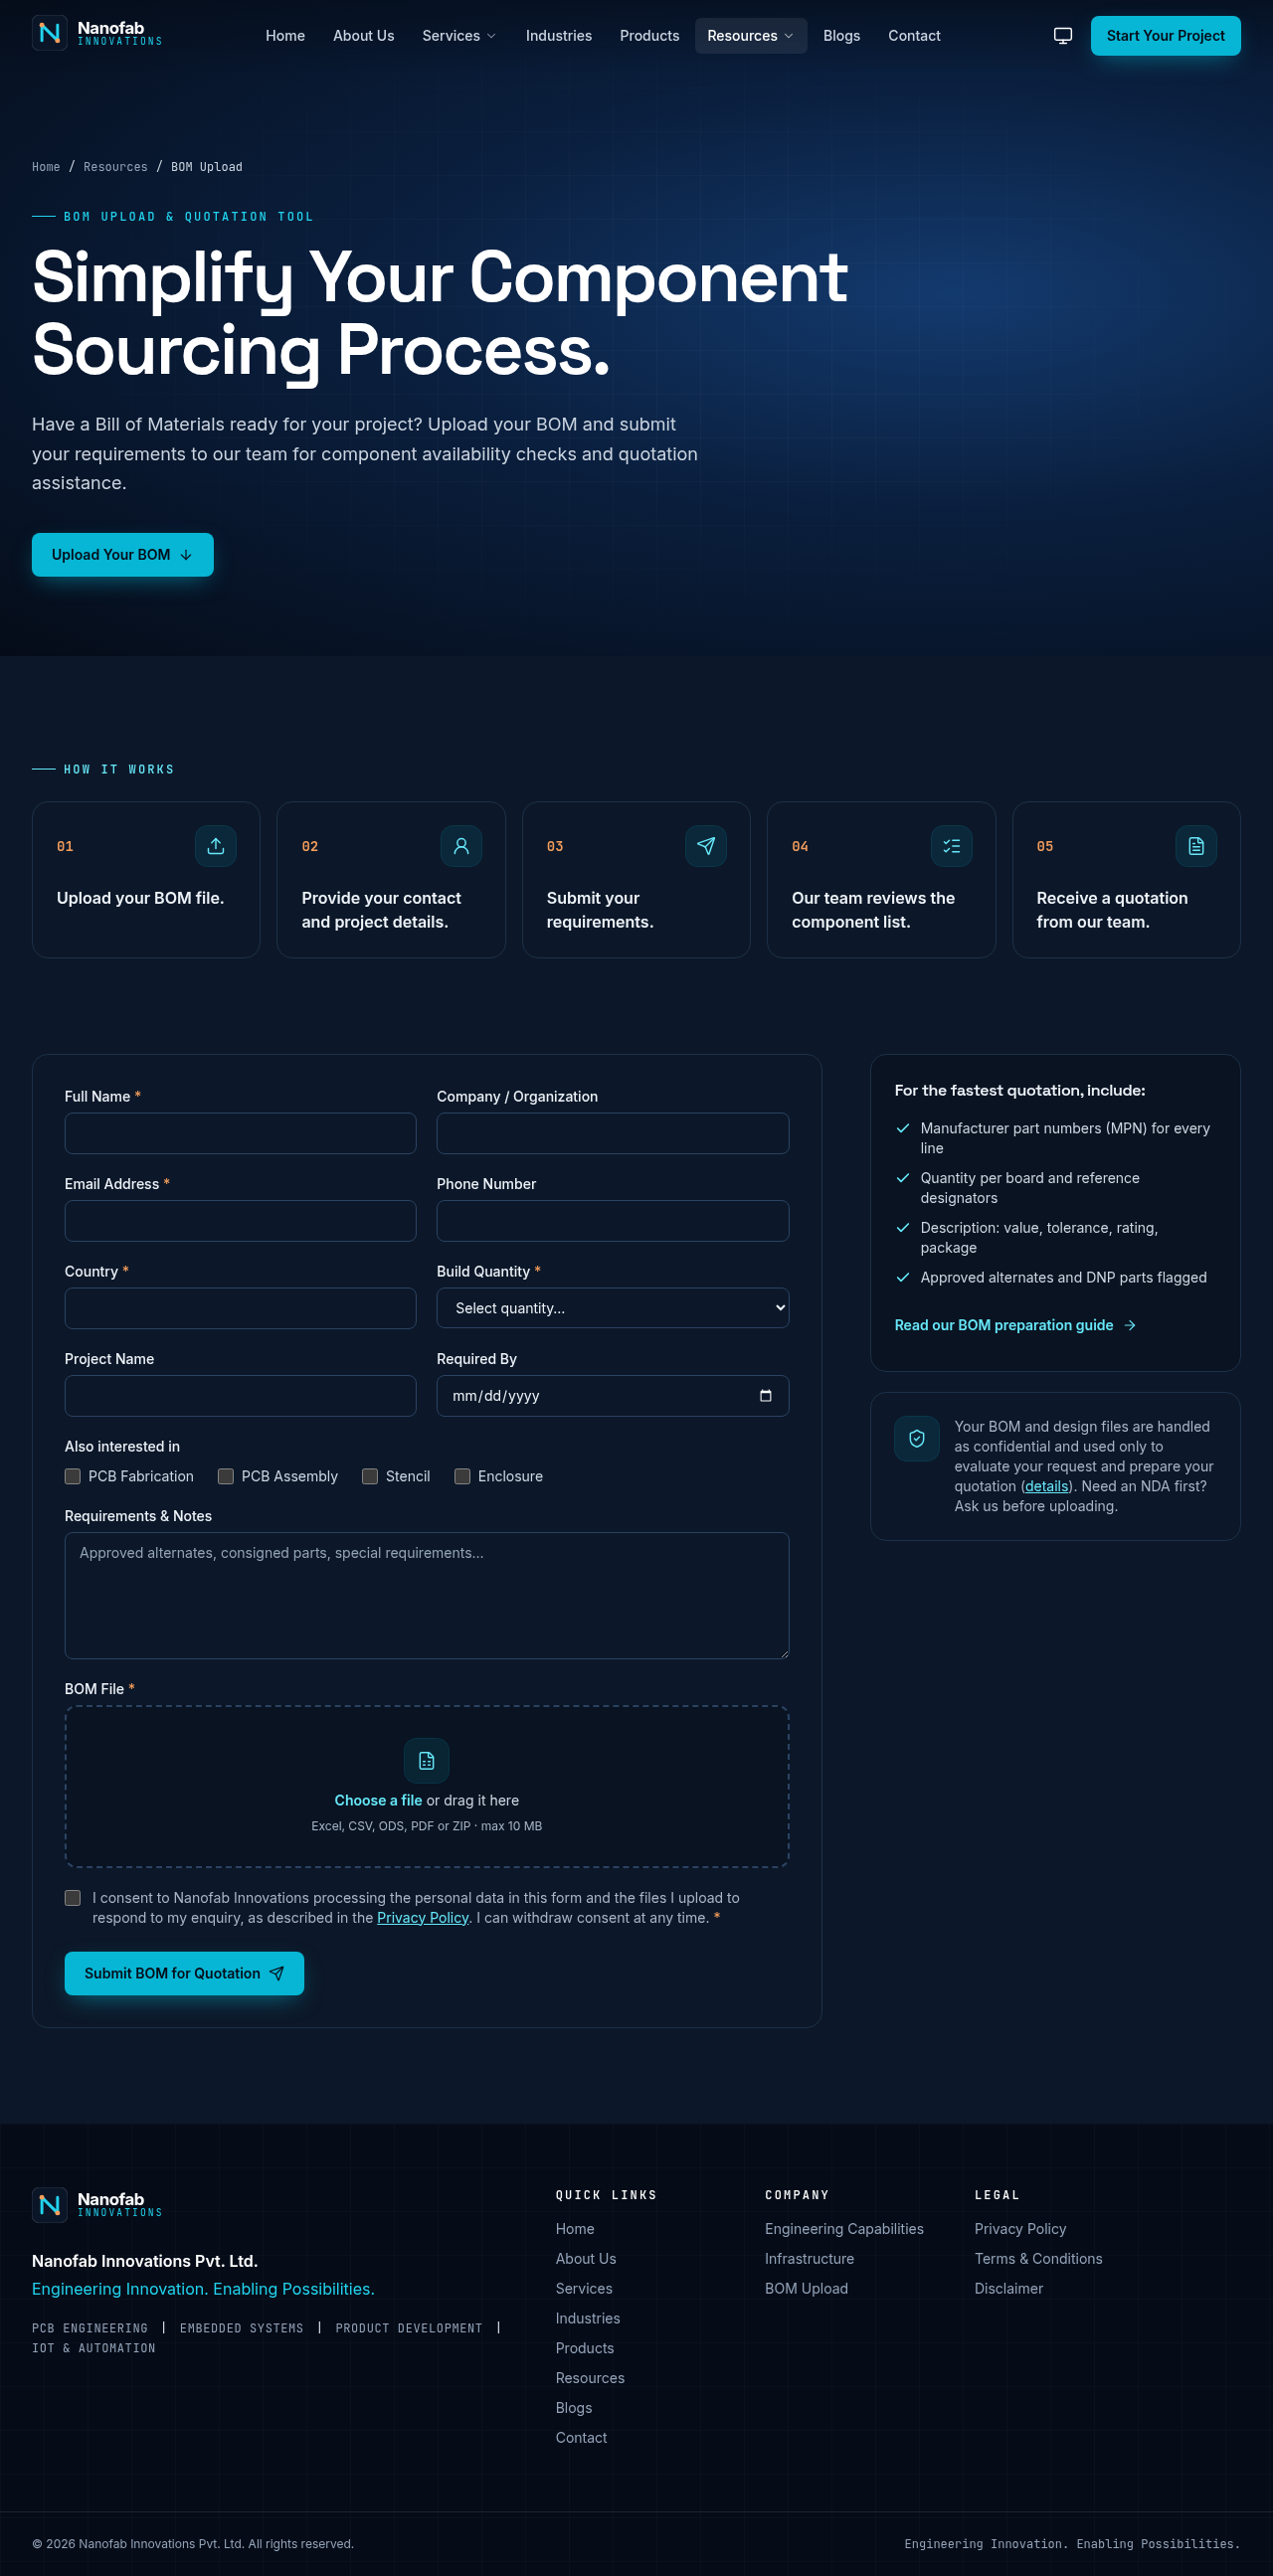 Nanofab
INNOVATIONS
Home
About Us
Services
Industries
Products
Resources
Blogs
Contact
Start Your Project
Home / Resources / BOM Upload
BOM UPLOAD & QUOTATION TOOL
Simplify Your Component
Sourcing Process.
Have a Bill of Materials ready for your project? Upload your BOM and submit
your requirements to our team for component availability checks and quotation
assistance.
Upload Your BOM
HOW IT WORKS
01
Upload your BOM file.
02
Provide your contact
and project details.
03
Submit your
requirements.
04
Our team reviews the
component list.
05
Receive a quotation
from our team.
Full Name *
Company / Organization
Email Address *
Phone Number
Country *
Build Quantity *
Select quantity...
Project Name
Required By
mm/dd/yyyy
Also interested in
PCB Fabrication
PCB Assembly
Stencil
Enclosure
Requirements & Notes
Approved alternates, consigned parts, special requirements...
BOM File *
Choose a file or drag it here
Excel, CSV, ODS, PDF or ZIP · max 10 MB
I consent to Nanofab Innovations processing the personal data in this form and the files I upload to
respond to my enquiry, as described in the Privacy Policy. I can withdraw consent at any time. *
Submit BOM for Quotation
For the fastest quotation, include:
Manufacturer part numbers (MPN) for every
line
Quantity per board and reference
designators
Description: value, tolerance, rating,
package
Approved alternates and DNP parts flagged
Read our BOM preparation guide
Your BOM and design files are handled
as confidential and used only to
evaluate your request and prepare your
quotation (details). Need an NDA first?
Ask us before uploading.
Nanofab
INNOVATIONS
Nanofab Innovations Pvt. Ltd.
Engineering Innovation. Enabling Possibilities.
PCB ENGINEERING | EMBEDDED SYSTEMS | PRODUCT DEVELOPMENT |
IOT & AUTOMATION
QUICK LINKS
Home
About Us
Services
Industries
Products
Resources
Blogs
Contact
COMPANY
Engineering Capabilities
Infrastructure
BOM Upload
LEGAL
Privacy Policy
Terms & Conditions
Disclaimer
© 2026 Nanofab Innovations Pvt. Ltd. All rights reserved.
Engineering Innovation. Enabling Possibilities.